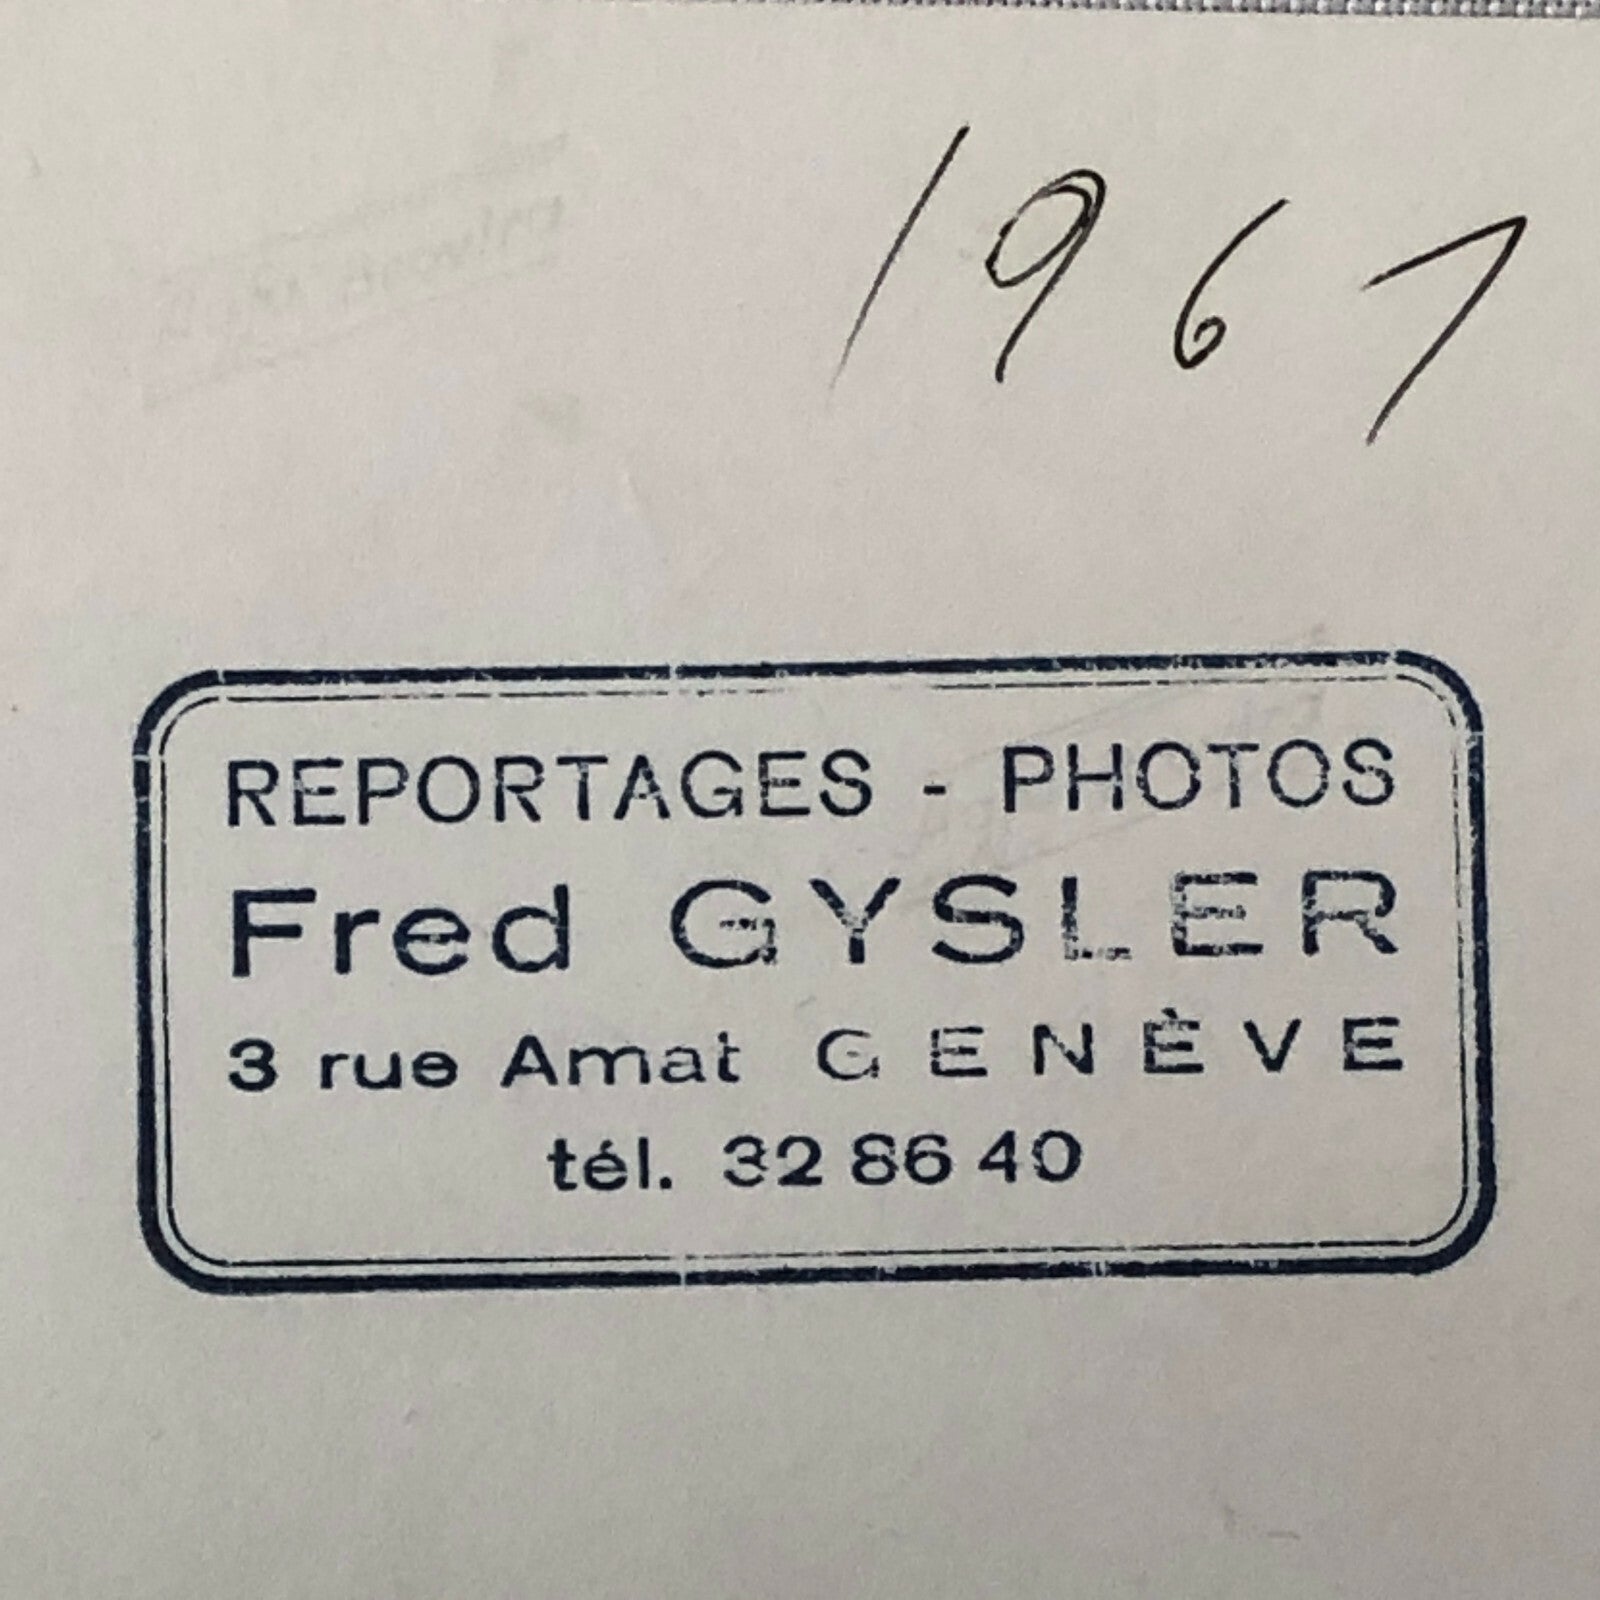 1967
REPORTAGES - PHOTOS
Fred GYSLER
3 rue Amat GENÈVE
tél. 32 86 40